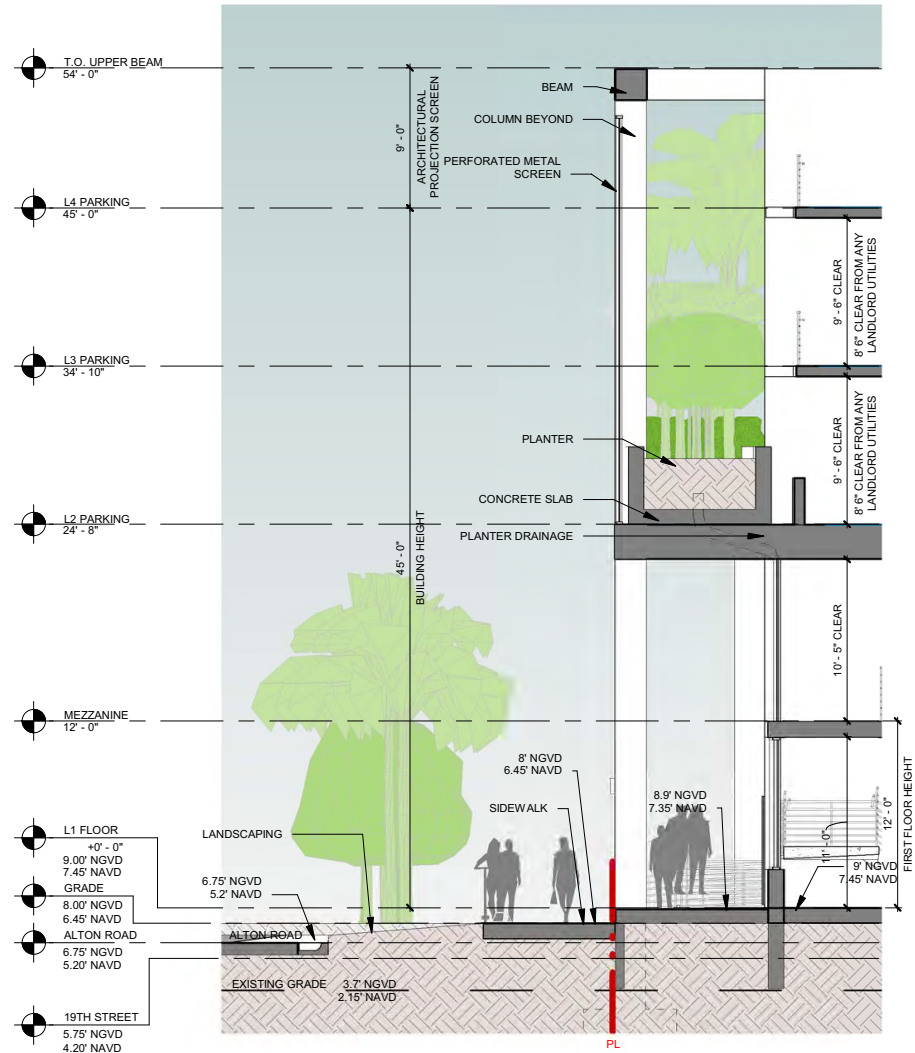 T.O. UPPER BEAM
54' - 0"
BEAM
COLUMN BEYOND
9' - 0"
ARCHITECTURAL
PROJECTION SCREEN
PERFORATED METAL
SCREEN
L4 PARKING
45' - 0"
9' - 6" CLEAR
8' 6" CLEAR FROM ANY
LANDLORD UTILITIES
L3 PARKING
34' - 10"
PLANTER
9' - 6" CLEAR
8' 6" CLEAR FROM ANY
LANDLORD UTILITIES
CONCRETE SLAB
L2 PARKING
24' - 8"
PLANTER DRAINAGE
45' - 0"
BUILDING HEIGHT
10' - 5" CLEAR
MEZZANINE
12' - 0"
8' NGVD
6.45' NAVD
SIDEWALK
8.9' NGVD
7.35' NAVD
11' - 0"
12' - 0"
FIRST FLOOR HEIGHT
L1 FLOOR
+0' - 0"
9.00' NGVD
7.45' NAVD
LANDSCAPING
6.75' NGVD
5.2' NAVD
9' NGVD
7.45' NAVD
GRADE
8.00' NGVD
6.45' NAVD
ALTON ROAD
ALTON ROAD
6.75' NGVD
5.20' NAVD
EXISTING GRADE
3.7' NGVD
2.15' NAVD
19TH STREET
5.75' NGVD
4.20' NAVD
PL